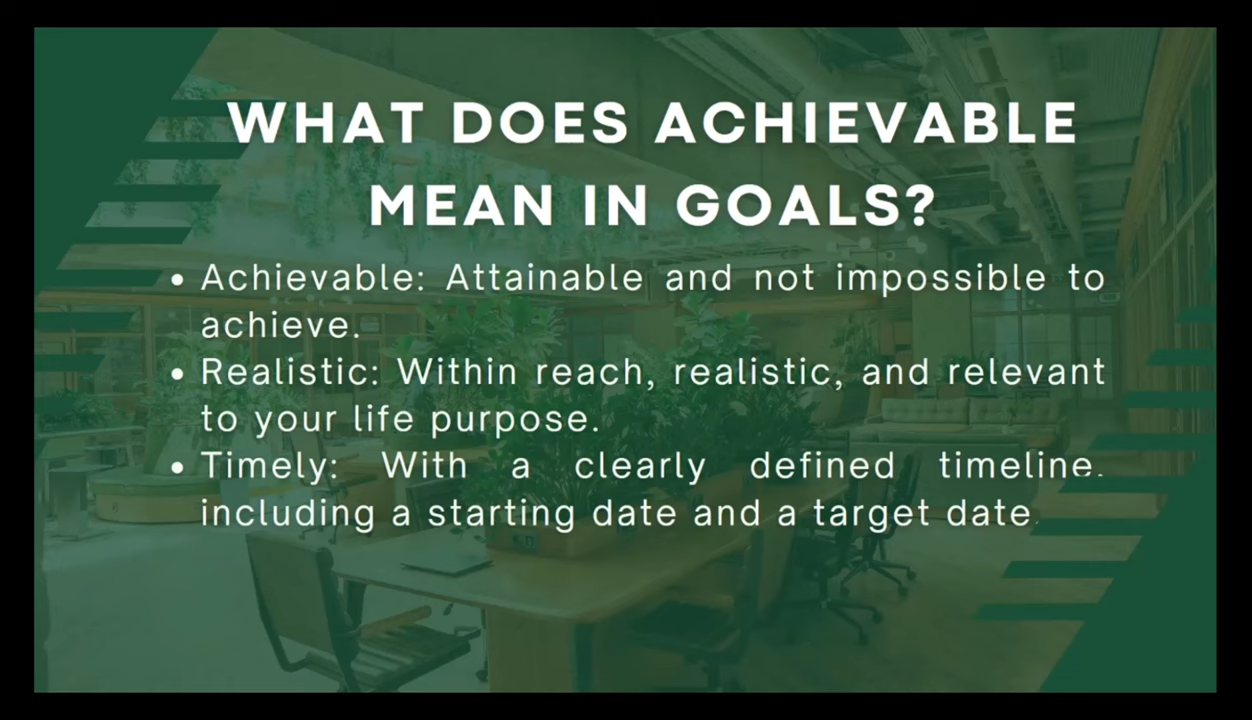 WHAT DOES ACHIEVABLE
MEAN IN GOALS?
• Achievable: Attainable and not impossible to
achieve.
• Realistic: Within reach, realistic, and relevant
to your life purpose.
• Timely: With a clearly defined timeline.
including a starting date and a target date.